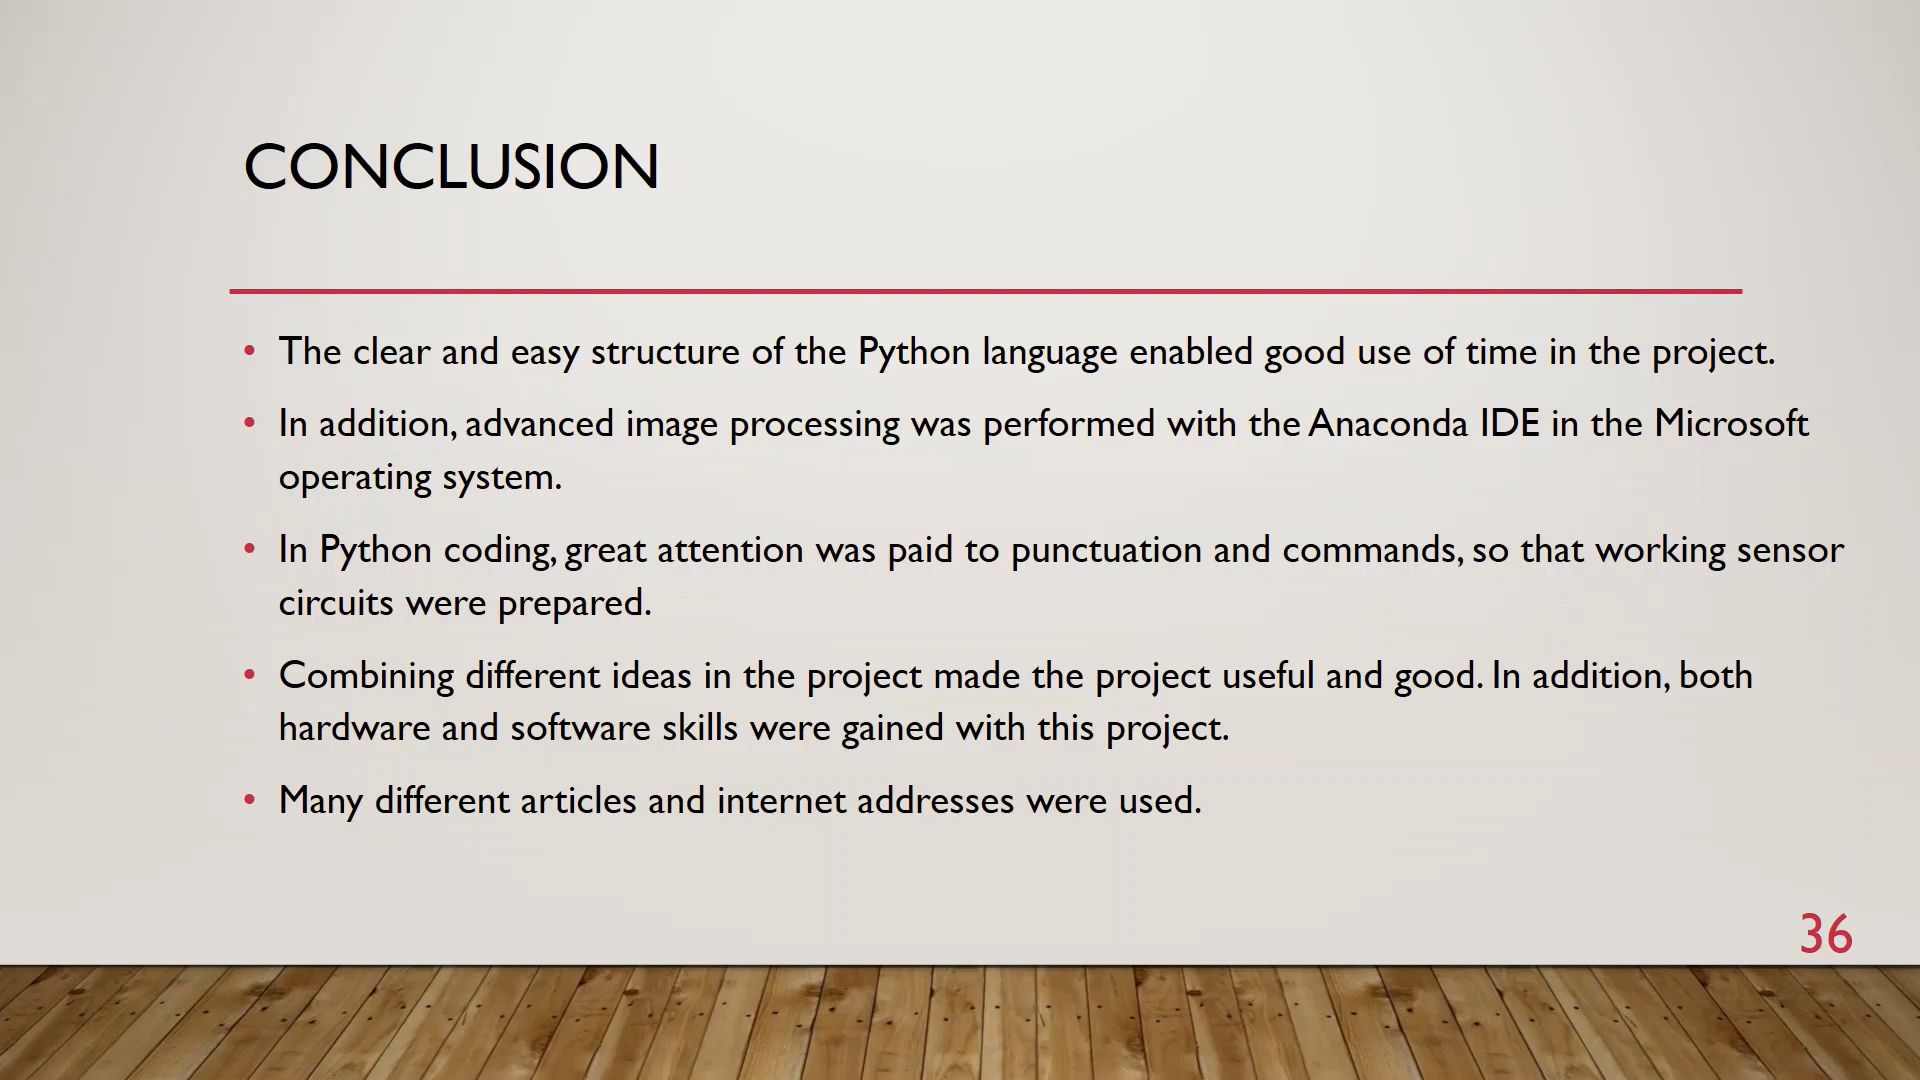 CONCLUSION
• The clear and easy structure of the Python language enabled good use of time in the project.
• In addition, advanced image processing was performed with the Anaconda IDE in the Microsoft
operating system.
• In Python coding, great attention was paid to punctuation and commands, so that working sensor
circuits were prepared.
• Combining different ideas in the project made the project useful and good. In addition, both
hardware and software skills were gained with this project.
• Many different articles and internet addresses were used.
36